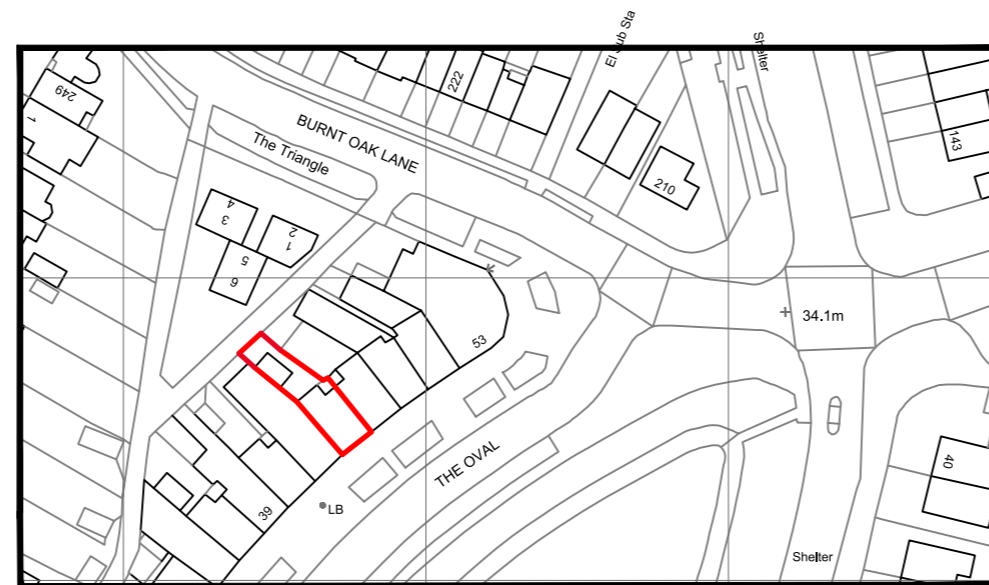 El Sub Sta
Shelter
249
222
BURNT OAK LANE
The Triangle
143
1
210
4
3
2
1
5
6
34.1m
53
THE OVAL
40
39
LB
Shelter